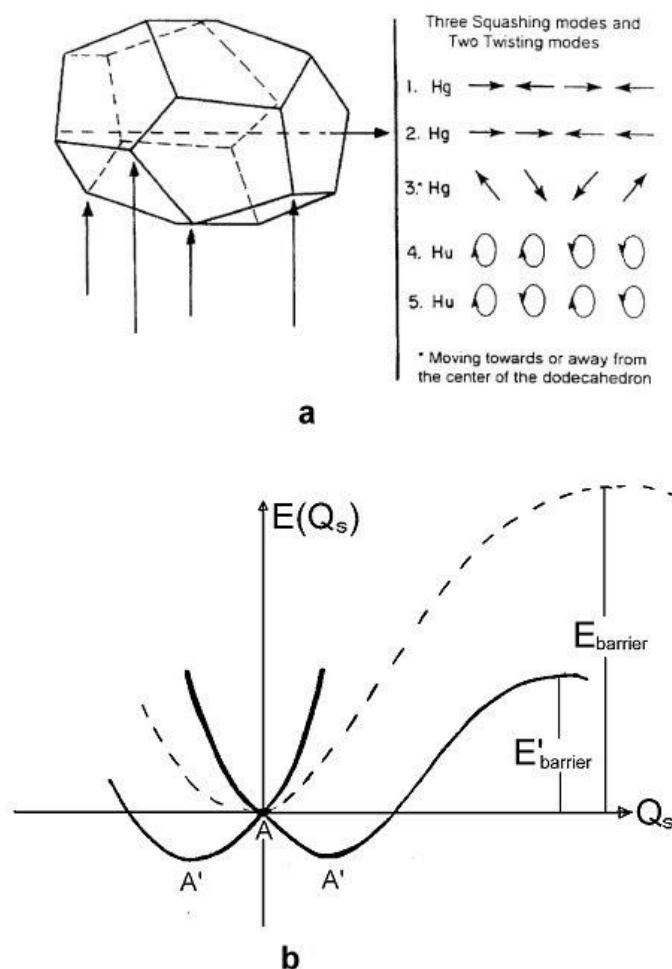 Three Squashing modes and
Two Twisting modes
1. Hg
2. Hg
3.* Hg
4. Hu
5. Hu
* Moving towards or away from
the center of the dodecahedron
a
E(Qs)
Ebarrier
E'barrier
A
Qs
A'
A'
b